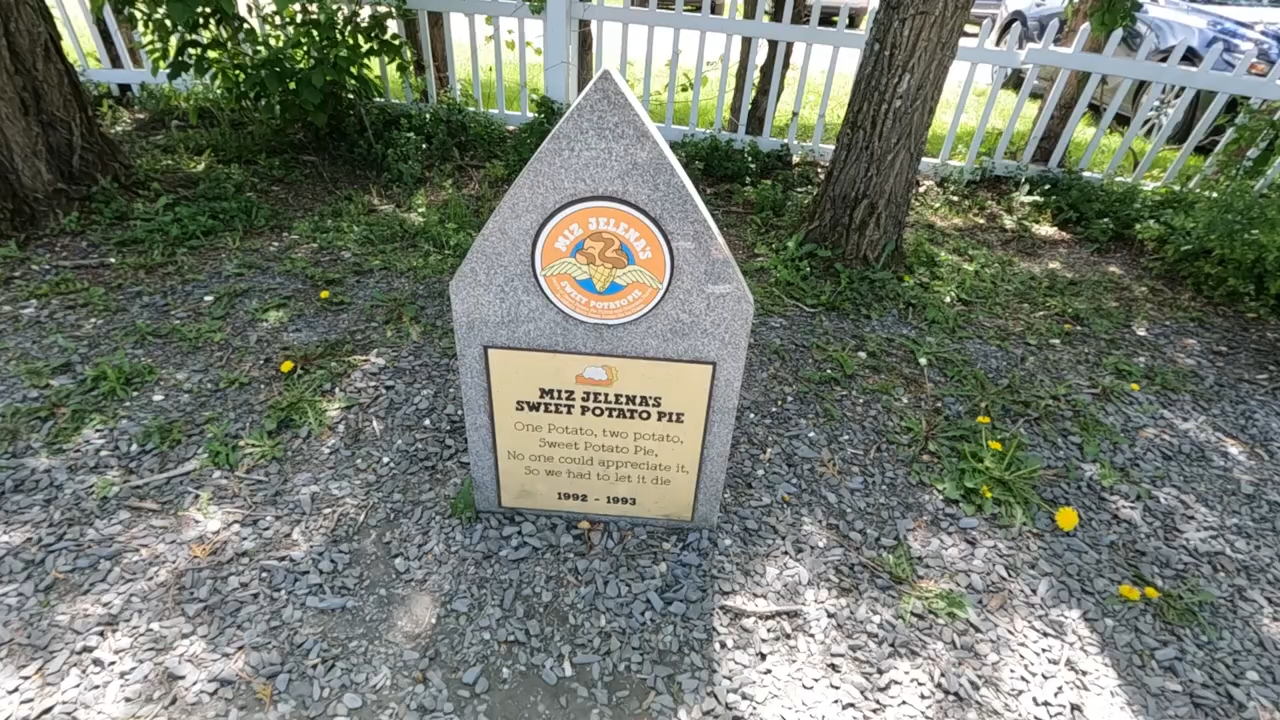 MIZ JELENA'S
SWEET POTATO PIE
MIZ JELENA'S
SWEET POTATO PIE
One Potato, two potato,
Sweet Potato Pie,
No one could appreciate it,
So we had to let it die
1992 - 1993